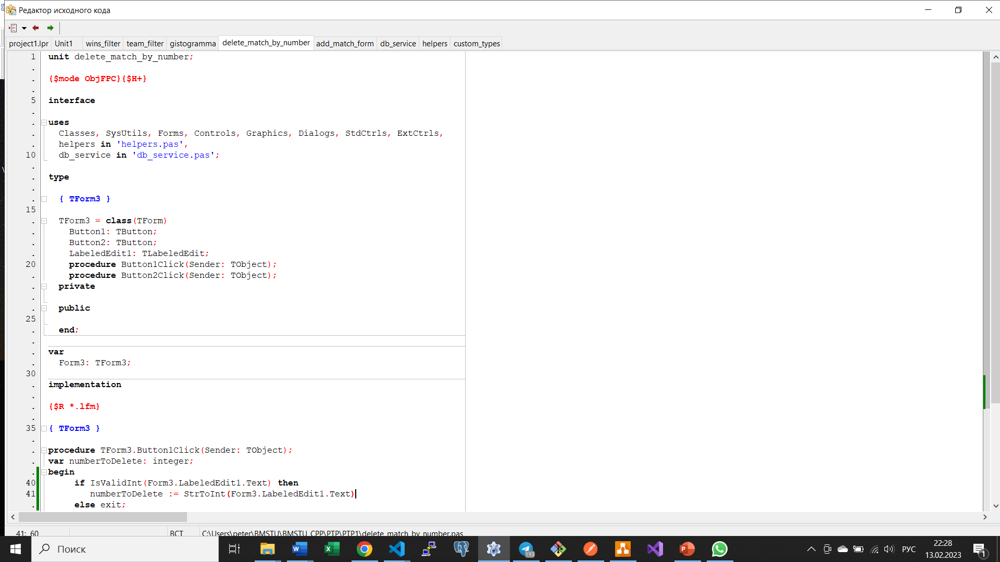 Редактор исходного кода
project1.lpr Unit1 wins_filter team_filter gistogramma delete_match_by_number add_match_form db_service helpers custom_types
1 unit delete_match_by_number;
.
. {$mode ObjFPC}{$H+}
.
5 interface
.
. uses
. Classes, SysUtils, Forms, Controls, Graphics, Dialogs, StdCtrls, ExtCtrls,
. helpers in 'helpers.pas',
10 db_service in 'db_service.pas';
.
. type
.
. { TForm3 }
15
. TForm3 = class(TForm)
. Button1: TButton;
. Button2: TButton;
. LabeledEdit1: TLabeledEdit;
20 procedure Button1Click(Sender: TObject);
. procedure Button2Click(Sender: TObject);
. private
.
. public
25
. end;
.
. var
. Form3: TForm3;
30
. implementation
.
. {$R *.lfm}
.
35 { TForm3 }
.
. procedure TForm3.Button1Click(Sender: TObject);
. var numberToDelete: integer;
. begin
40 if IsValidInt(Form3.LabeledEdit1.Text) then
41 numberToDelete := StrToInt(Form3.LabeledEdit1.Text)
. else exit;
41: 60 ВСТ C:\Users\peter\BMSTU\BMSTU_CPP\PTP\PTP1\delete_match_by_number.pas
Поиск 193 РУС 22:28
13.02.2023 1